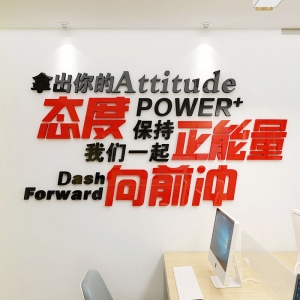 拿出你的Attitude
态度 POWER+
保持 正能量
我们一起
Dash Forward 向前冲